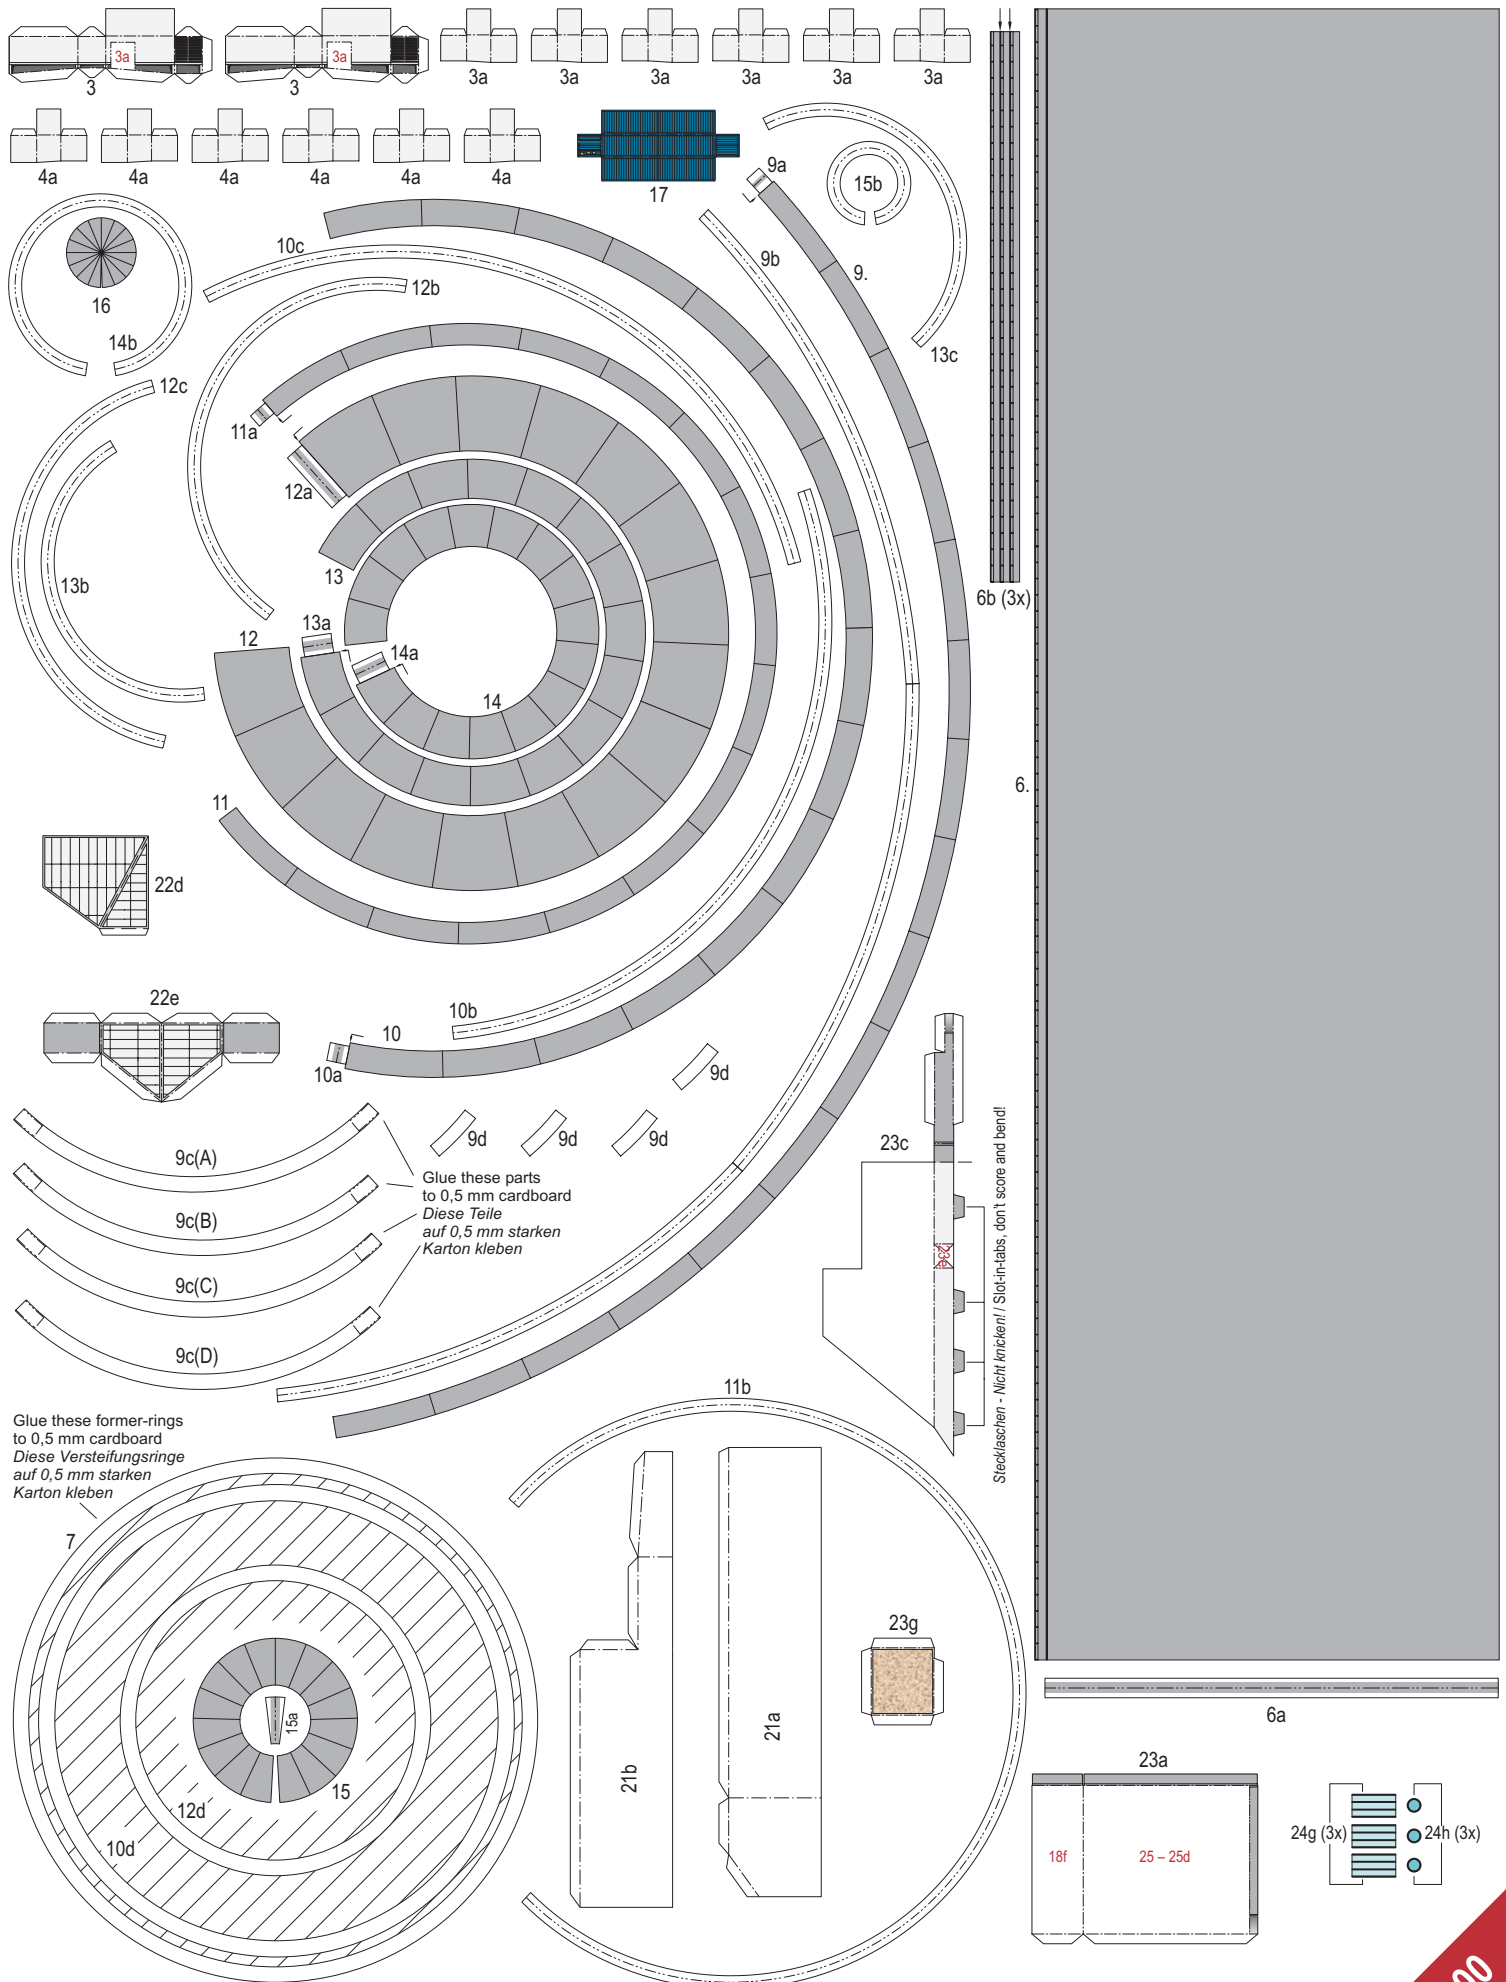 3a
3a
3
3
3a
3a
3a
3a
3a
3a
4a
4a
4a
4a
4a
4a
17
9a
15b
10c
9b
9.
12b
16
14b
13c
12c
11a
12a
13
13b
6b (3x)
12
13a
14a
14
6.
11
22d
22e
10b
10
10a
9d
9d
9d
9d
23c
9c(A)
9c(B)
9c(C)
9c(D)
Glue these parts
to 0,5 mm cardboard
Diese Teile
auf 0,5 mm starken
Karton kleben
23e
Stecklaschen - Nicht knicken! / Slot-in-tabs, don't score and bend!
Glue these former-rings
to 0,5 mm cardboard
Diese Versteifungsringe
auf 0,5 mm starken
Karton kleben
7
11b
23g
15a
15
12d
10d
21b
21a
6a
23a
18f
25 – 25d
24g (3x)
24h (3x)